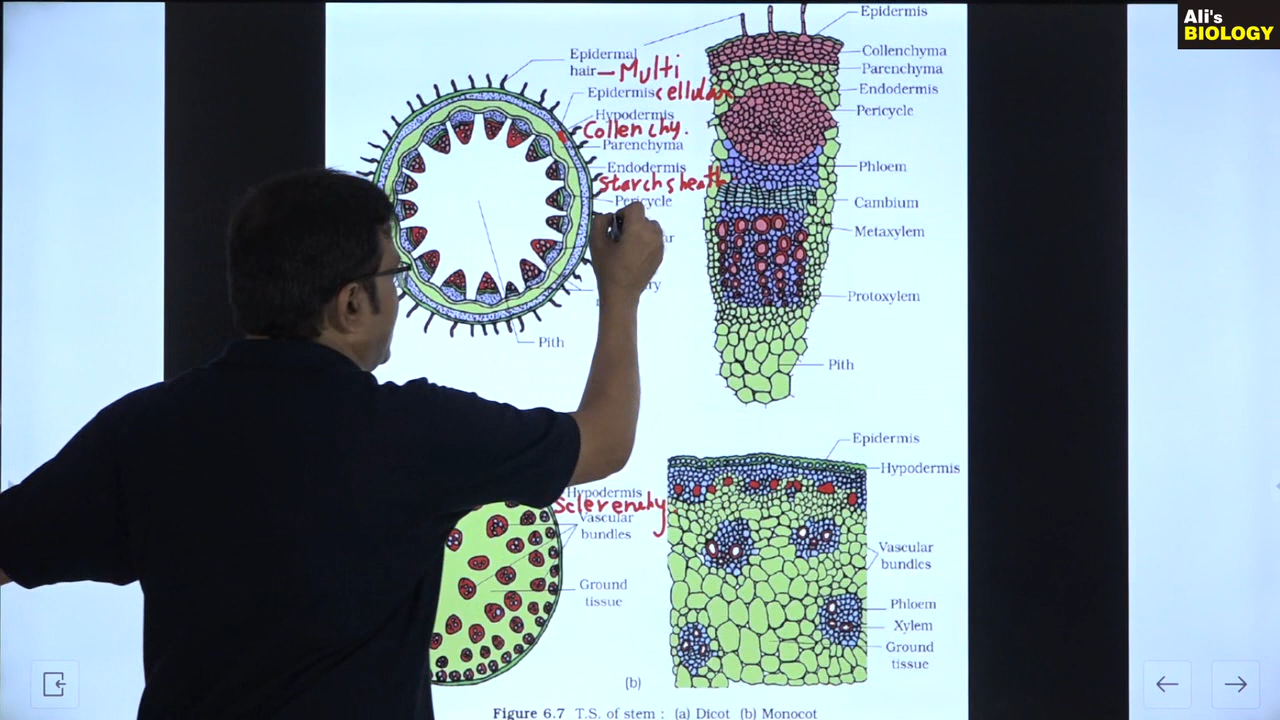 Ali's
BIOLOGY
Epidermal
hair – Multi
Epidermis cellular
Hypodermis
Collenchy.
Parenchyma
Endodermis
Starch sheath
Pericycle
Pith
Epidermis
Collenchyma
Parenchyma
Endodermis
Pericycle
Phloem
Cambium
Metaxylem
Protoxylem
Pith
Hypodermis
Sclerenchy.
Vascular
bundles
Ground
tissue
Epidermis
Hypodermis
Vascular
bundles
Phloem
Xylem
Ground
tissue
(b)
Figure 6.7 T.S. of stem : (a) Dicot (b) Monocot